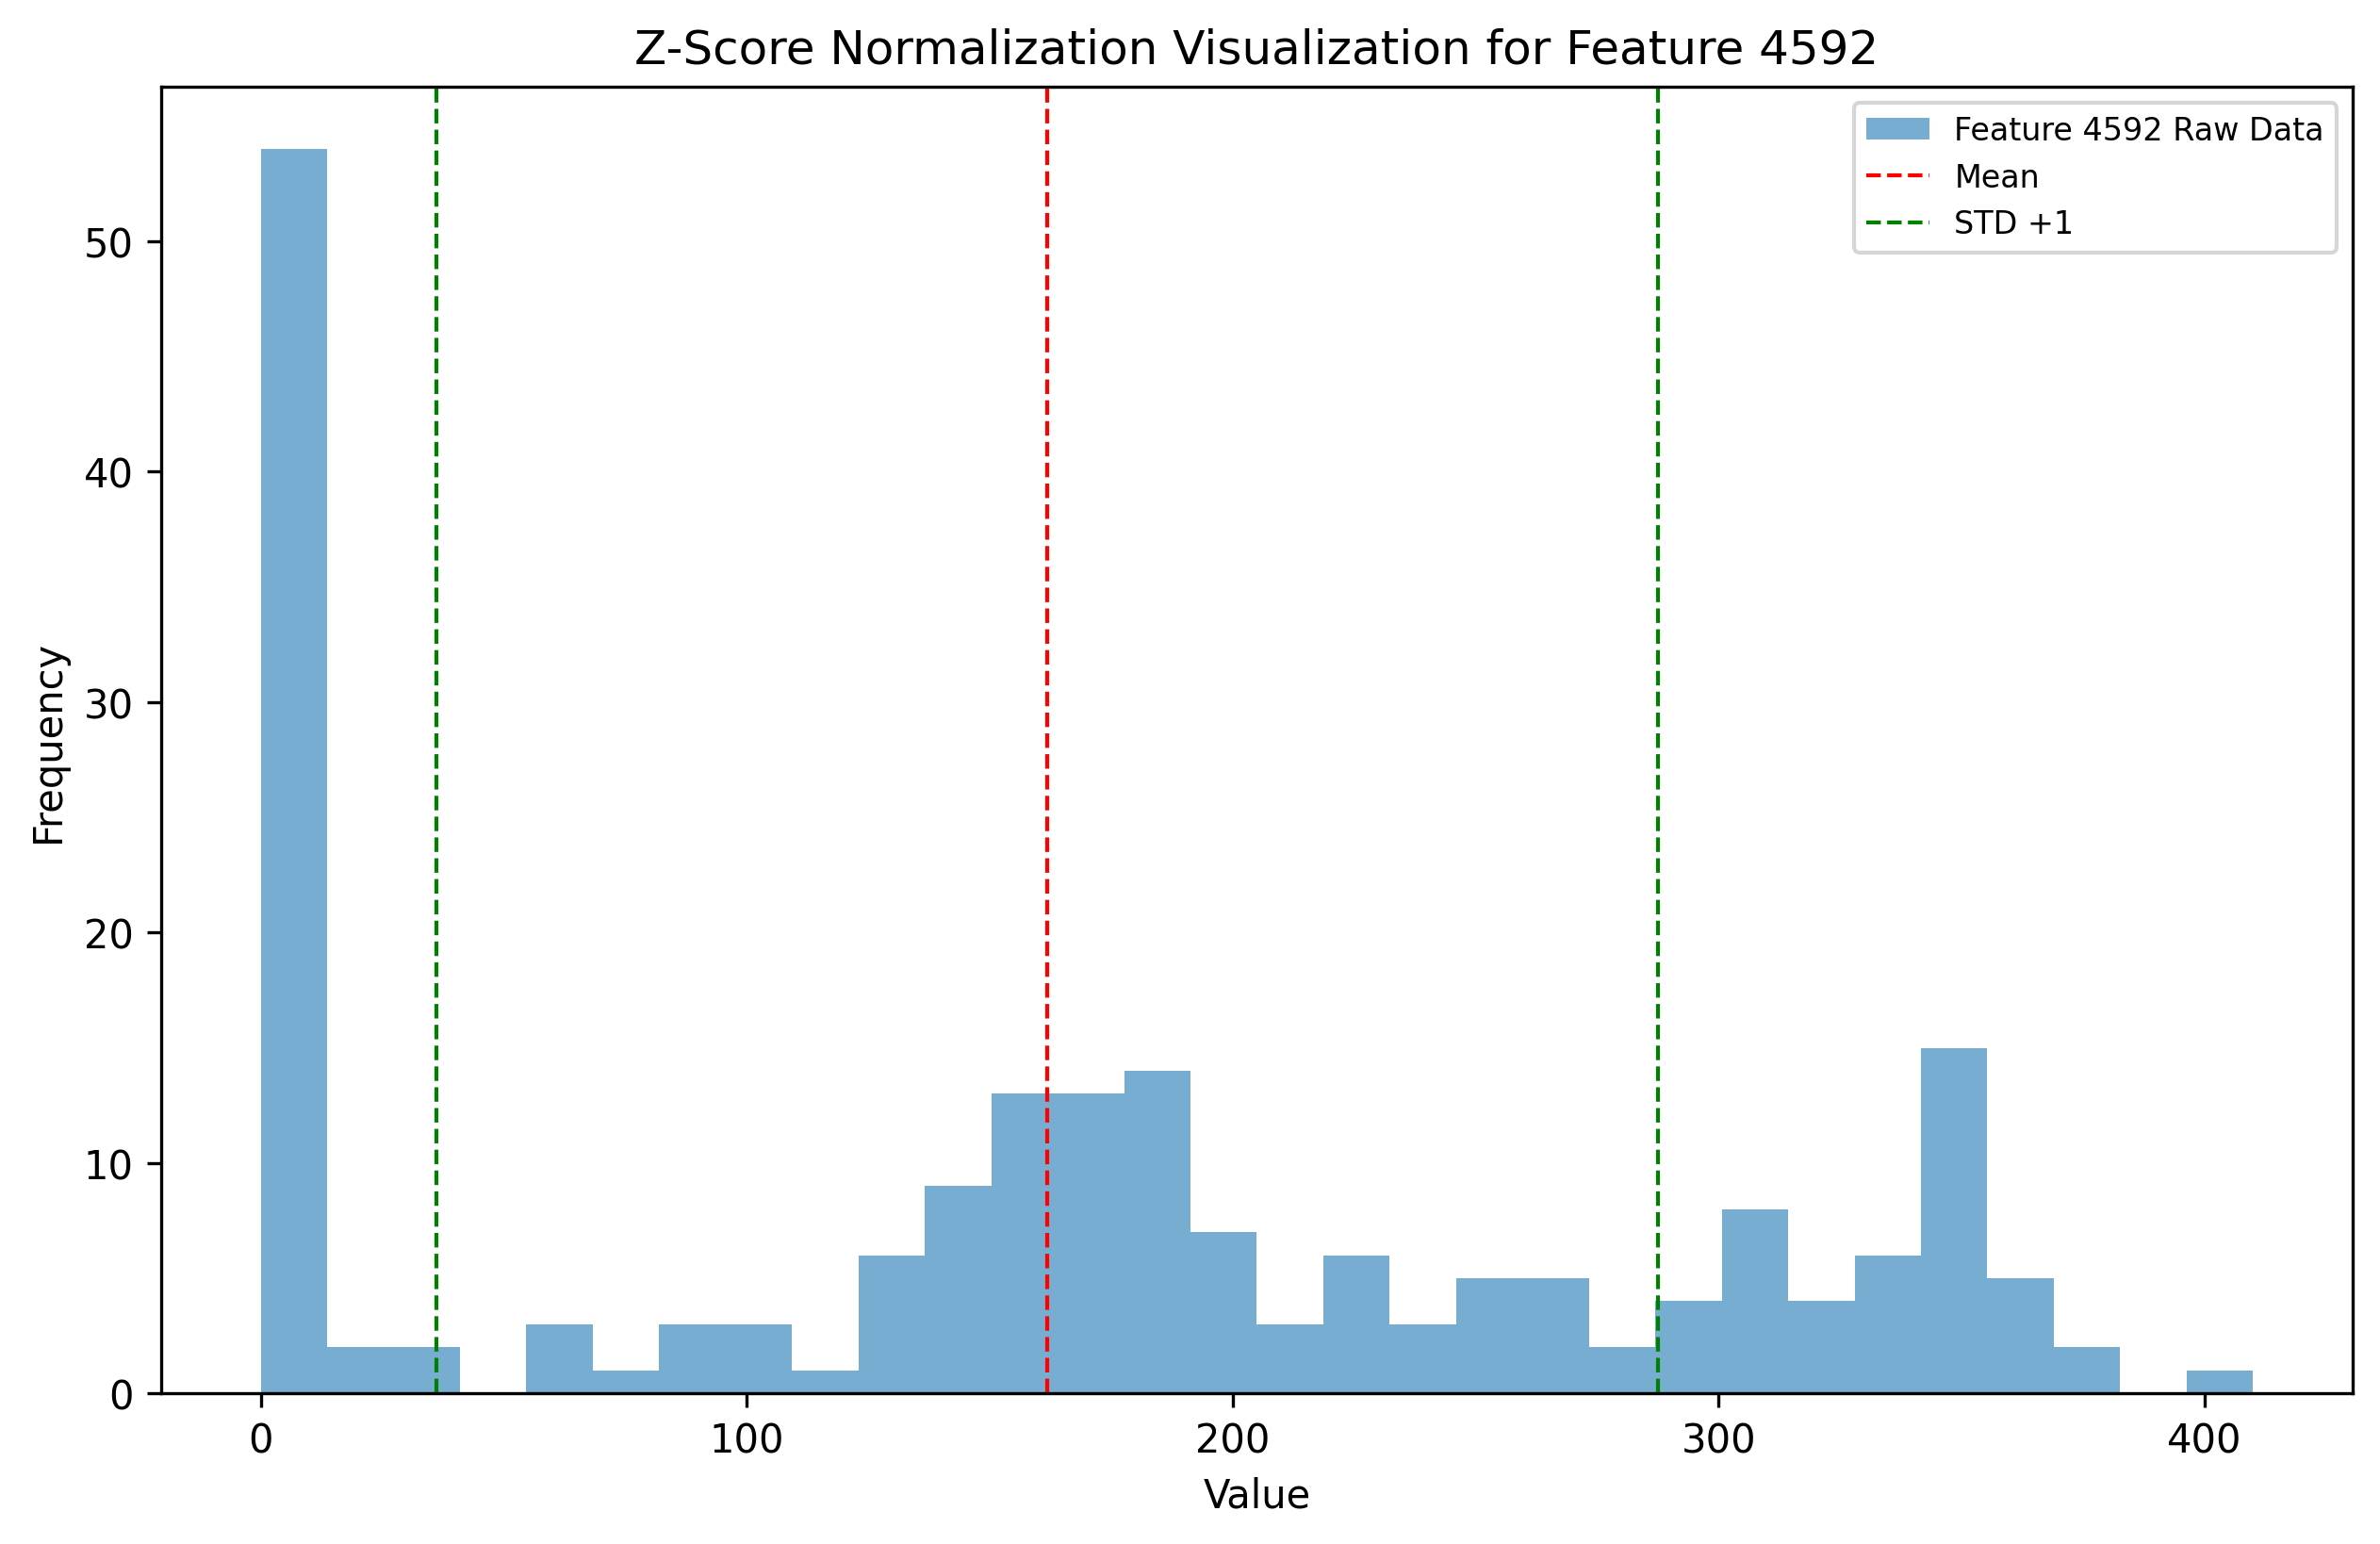 Z-Score Normalization Visualization for Feature 4592
Feature 4592 Raw Data
Mean
STD +1
50
40
30
20
10
0
Frequency
0 100 200 300 400
Value